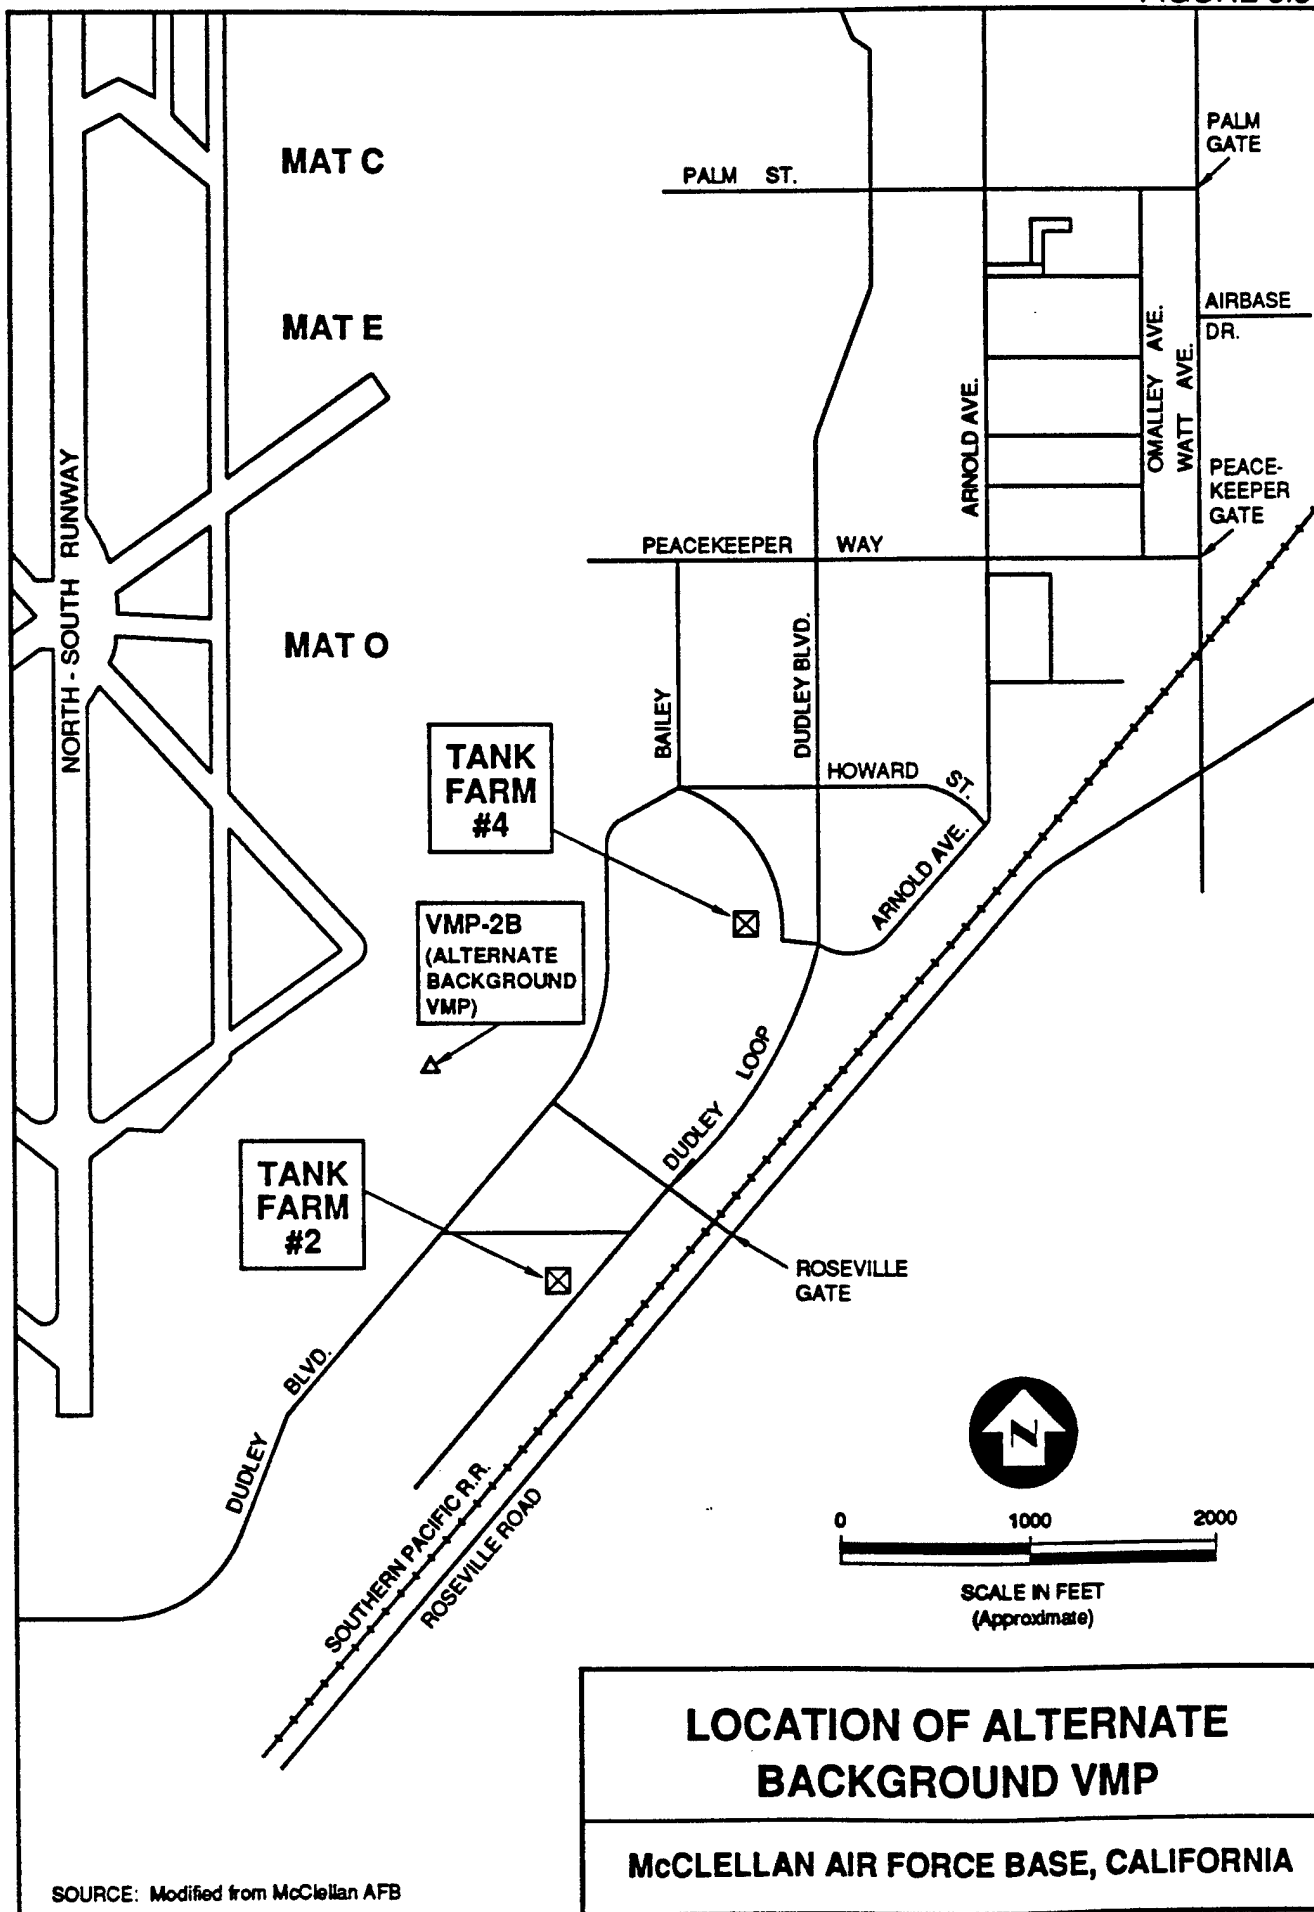 PALM
GATE
MAT C
PALM ST.
MAT E
AIRBASE
DR.
OMALLEY AVE.
WATT AVE.
ARNOLD AVE.
NORTH - SOUTH RUNWAY
PEACE-
KEEPER
GATE
PEACEKEEPER WAY
MAT O
BAILEY
DUDLEY BLVD.
TANK
FARM
#4
HOWARD ST.
ARNOLD AVE.
VMP-2B
(ALTERNATE
BACKGROUND
VMP)
DUDLEY LOOP
TANK
FARM
#2
ROSEVILLE
GATE
DUDLEY BLVD.
N
SOUTHERN PACIFIC R.R.
ROSEVILLE ROAD
0 1000 2000
SCALE IN FEET
(Approximate)
LOCATION OF ALTERNATE
BACKGROUND VMP
McCLELLAN AIR FORCE BASE, CALIFORNIA
SOURCE: Modified from McClellan AFB